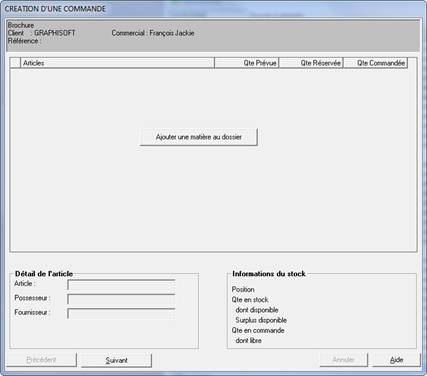 CREATION D'UNE COMMANDE
Brochure
Client : GRAPHISOFT Commercial : François Jackie
Référence :
Articles Qte Prévue Qte Réservée Qte Commandée
Ajouter une matière au dossier
Détail de l'article
Article :
Possesseur :
Fournisseur :
Informations du stock
Position
Qte en stock
dont disponible
Surplus disponible
Qte en commande
dont libre
Précédent Suivant Annuler Aide